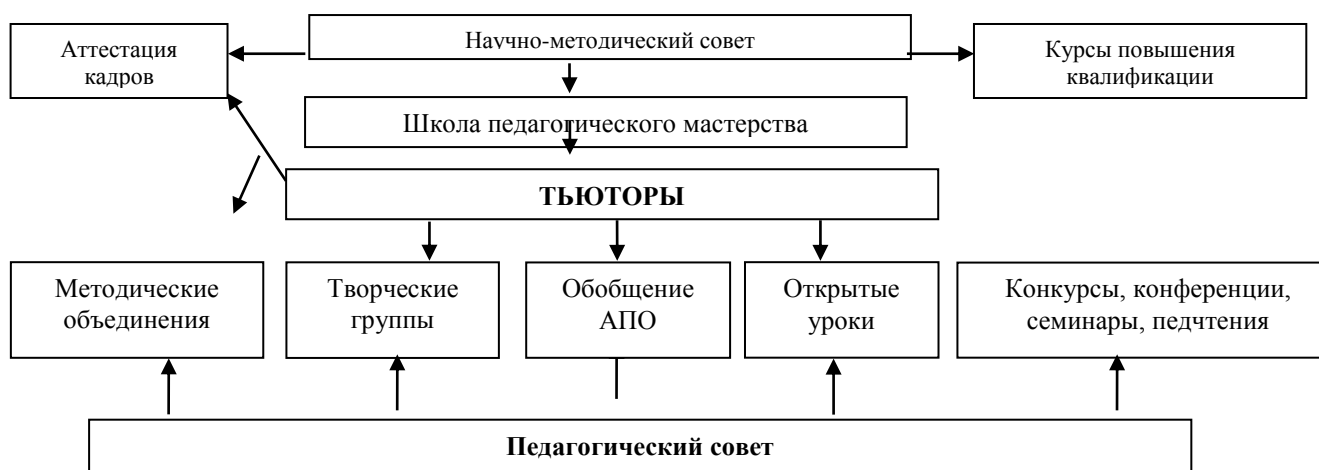 Аттестация
кадров
Научно-методический совет
Курсы повышения
квалификации
Школа педагогического мастерства
ТЬЮТОРЫ
Методические
объединения
Творческие
группы
Обобщение
АПО
Открытые
уроки
Конкурсы, конференции,
семинары, педчтения
Педагогический совет